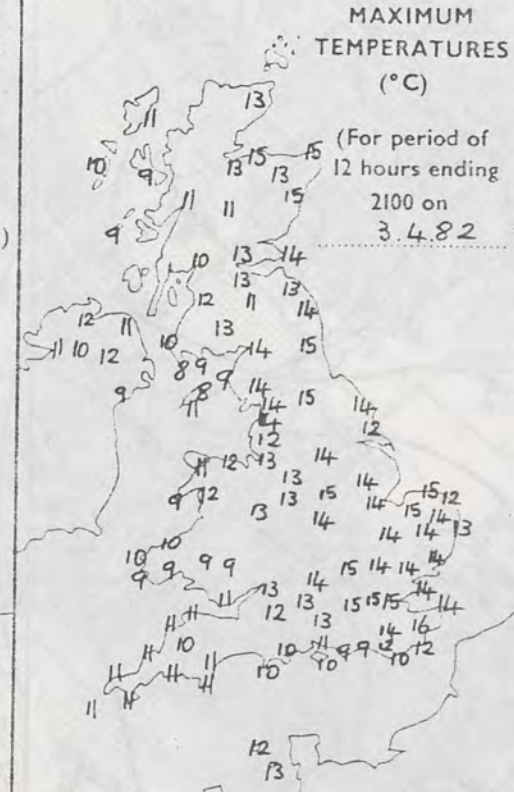 MAXIMUM
TEMPERATURES
(°C)
(For period of
12 hours ending
2100 on
3.4.82
)
13
11
10 9 13 15 13 15
11 11 15
9
10 13 14
13 13
12 11 14
12 11 10 13 15
11 10 12 14
8 9 9
9 8 14 15
11 14 14
14 12
12
11 12 13 14
13 14
9 12 13 15 14 15 12
13 14 15 14
14 14 13
10 10
9 9 9 9 15 14 14 14
14
11 13 13 15 15 15 14 14
11 11 12 13 16
11 10 11 14 12
11 11 11 10 10 9 9 10 12
11 11 11 10
12
13